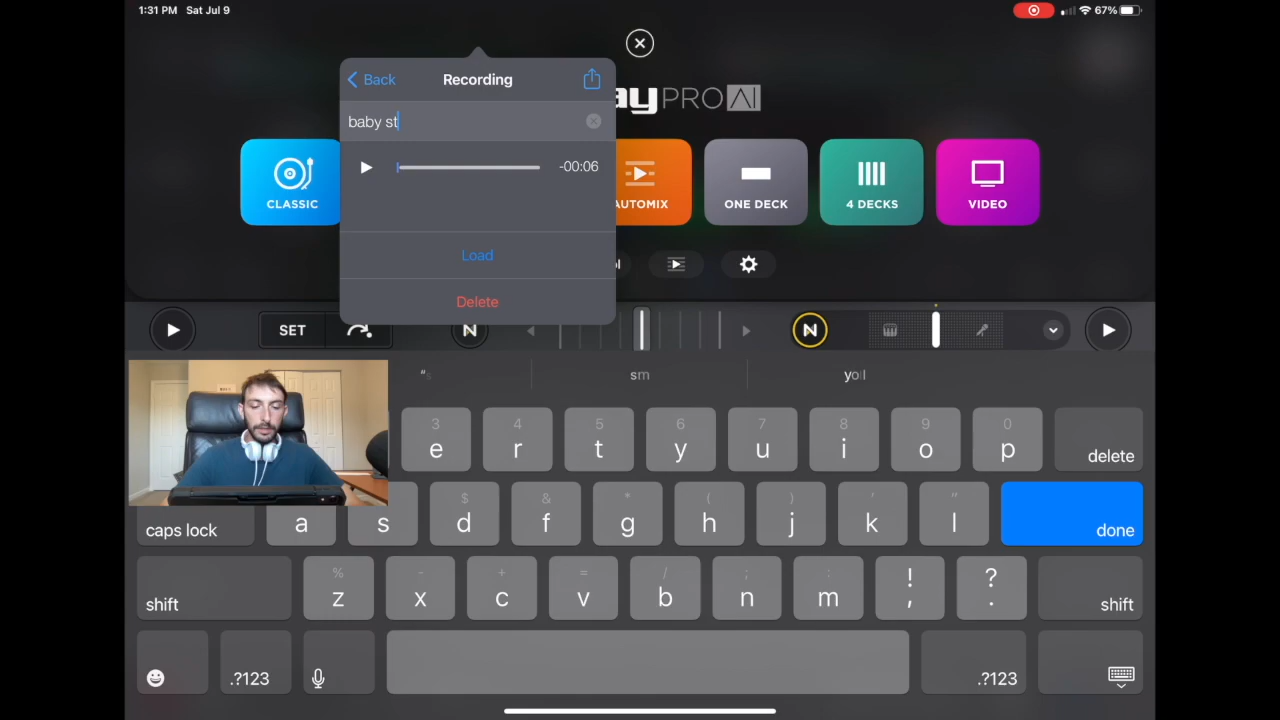 1:31 PM Sat Jul 9
67%
Back Recording
ay PRO AI
baby st
-00:06
CLASSIC
AUTOMIX
ONE DECK
4 DECKS
VIDEO
Load
Delete
SET
N
N
sm
3 4 5 6 7 8 9 0
e r t y u i o p delete
$ & * ( ) ' "
caps lock a s d f g h j k l done
% - + = / ; : ! ?
shift z x c v b n m , . shift
.?123 .?123